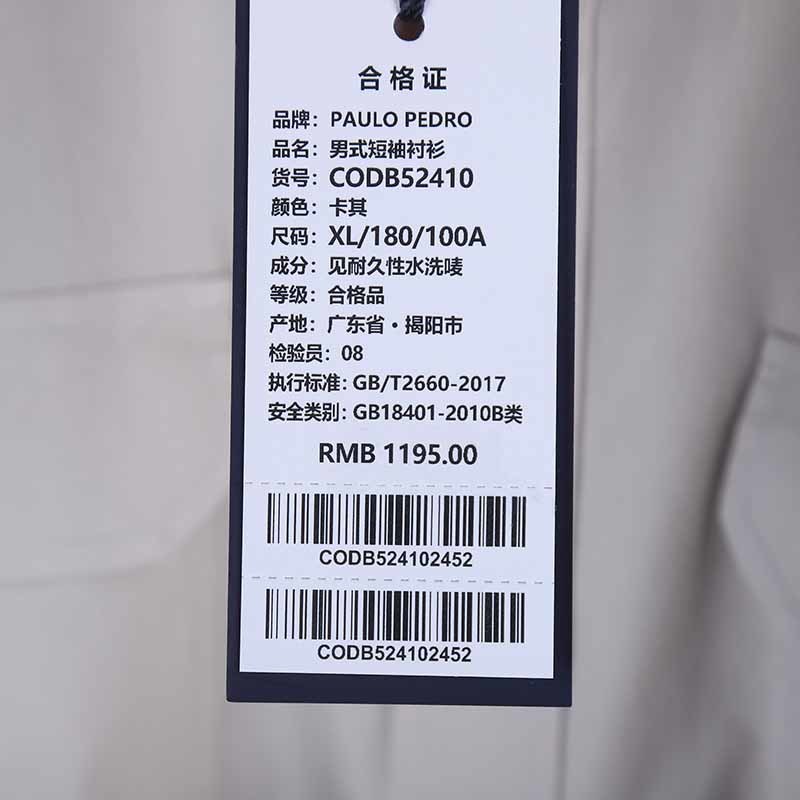 合格证
品牌：PAULO PEDRO
品名：男式短袖衬衫
货号：CODB52410
颜色：卡其
尺码：XL/180/100A
成分：见耐久性水洗唛
等级：合格品
产地：广东省·揭阳市
检验员：08
执行标准：GB/T2660-2017
安全类别：GB18401-2010B类
RMB 1195.00
CODB524102452
CODB524102452